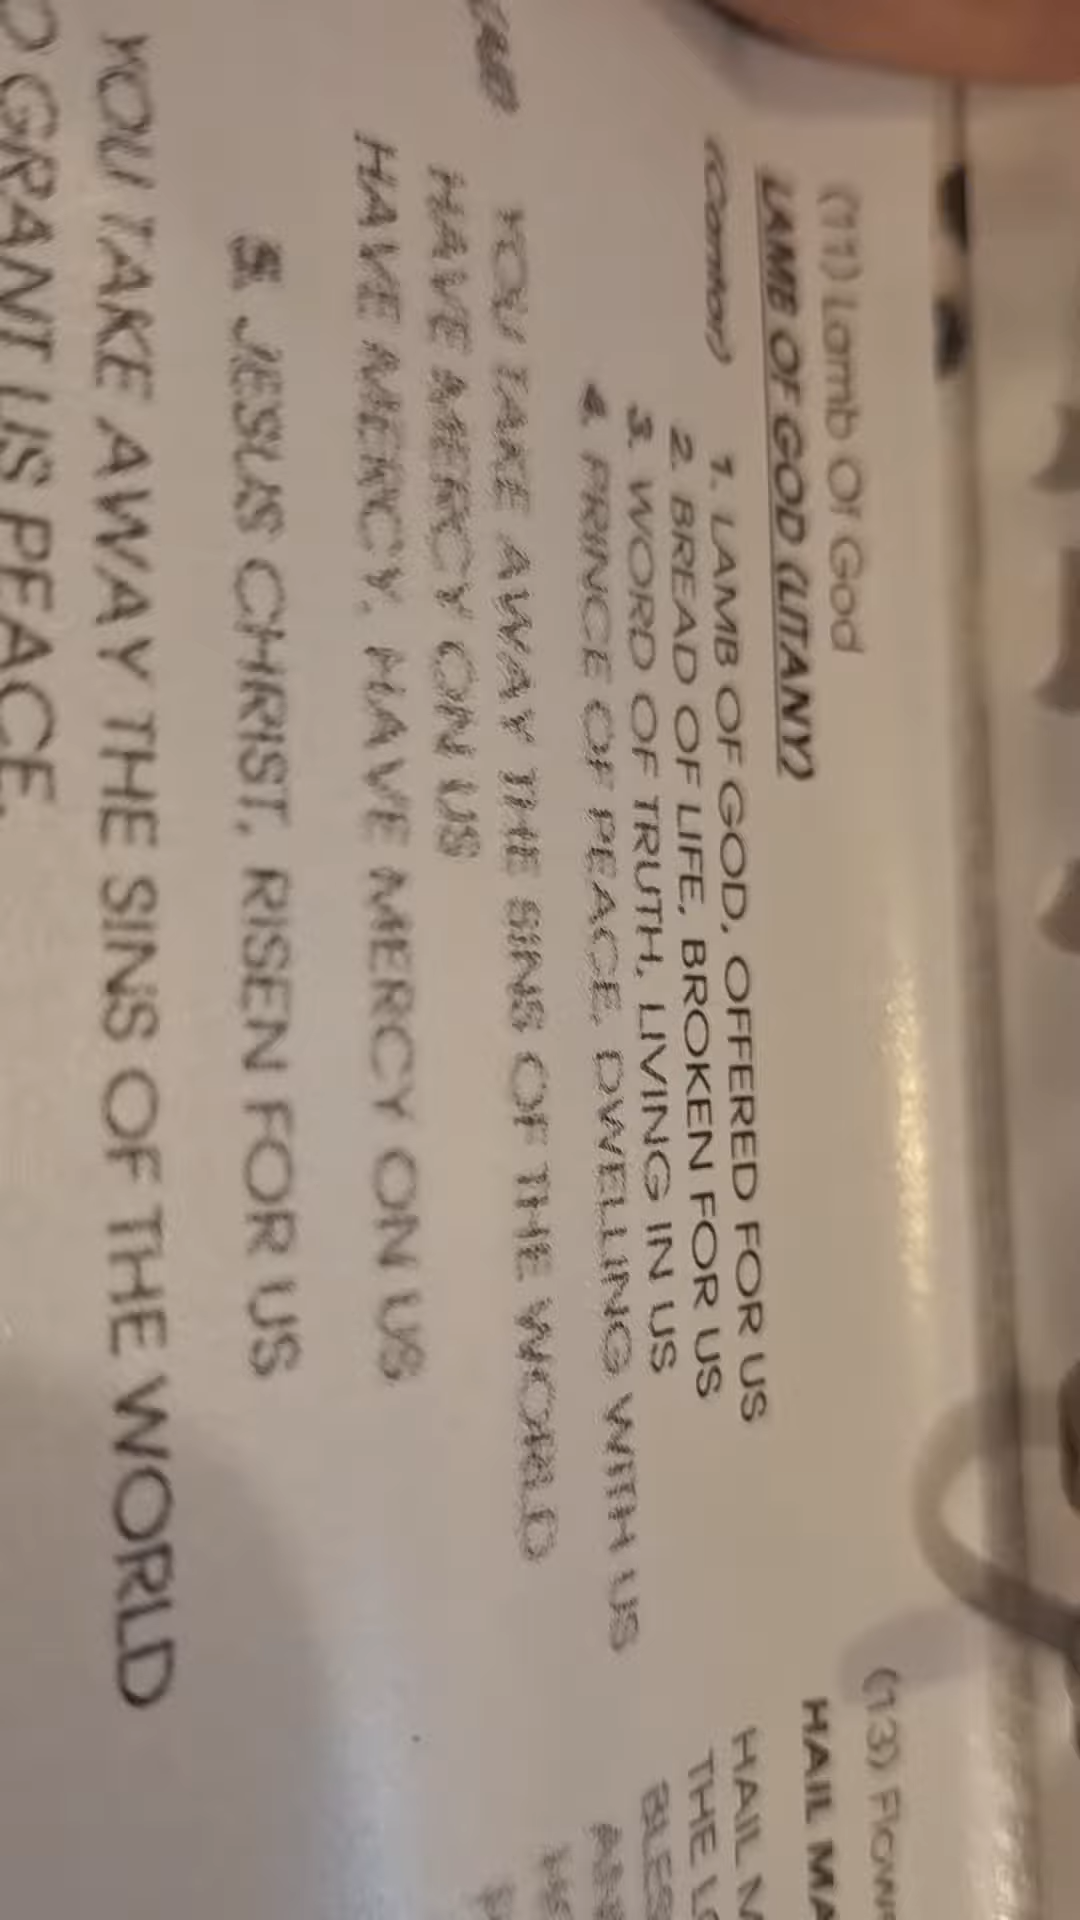 (11) Lamb Of God
LAMB OF GOD (LITANY)
(Cantor)
1. LAMB OF GOD, OFFERED FOR US
2. BREAD OF LIFE, BROKEN FOR US
3. WORD OF TRUTH, LIVING IN US
4. PRINCE OF PEACE, DWELLING WITH US
YOU TAKE AWAY THE SINS OF THE WORLD
HAVE MERCY ON US
HAVE MERCY, HAVE MERCY ON US
5. JESUS CHRIST, RISEN FOR US
YOU TAKE AWAY THE SINS OF THE WORLD
GRANT US PEACE,
(13)
HAIL
HAIL
THE